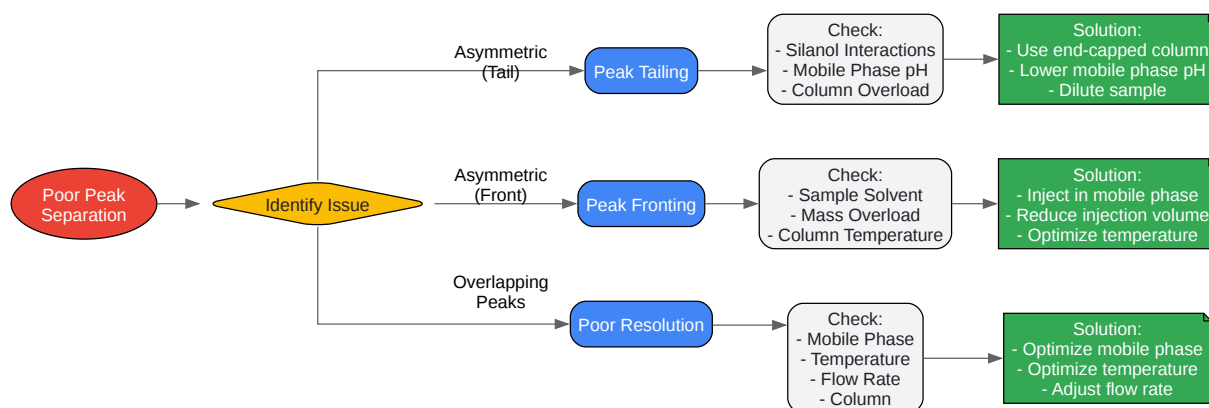 Poor Peak
Separation
Identify Issue
Asymmetric
(Tail)
Peak Tailing
Check:
- Silanol Interactions
- Mobile Phase pH
- Column Overload
Solution:
- Use end-capped column
- Lower mobile phase pH
- Dilute sample
Asymmetric
(Front)
Peak Fronting
Check:
- Sample Solvent
- Mass Overload
- Column Temperature
Solution:
- Inject in mobile phase
- Reduce injection volume
- Optimize temperature
Overlapping
Peaks
Poor Resolution
Check:
- Mobile Phase
- Temperature
- Flow Rate
- Column
Solution:
- Optimize mobile phase
- Optimize temperature
- Adjust flow rate